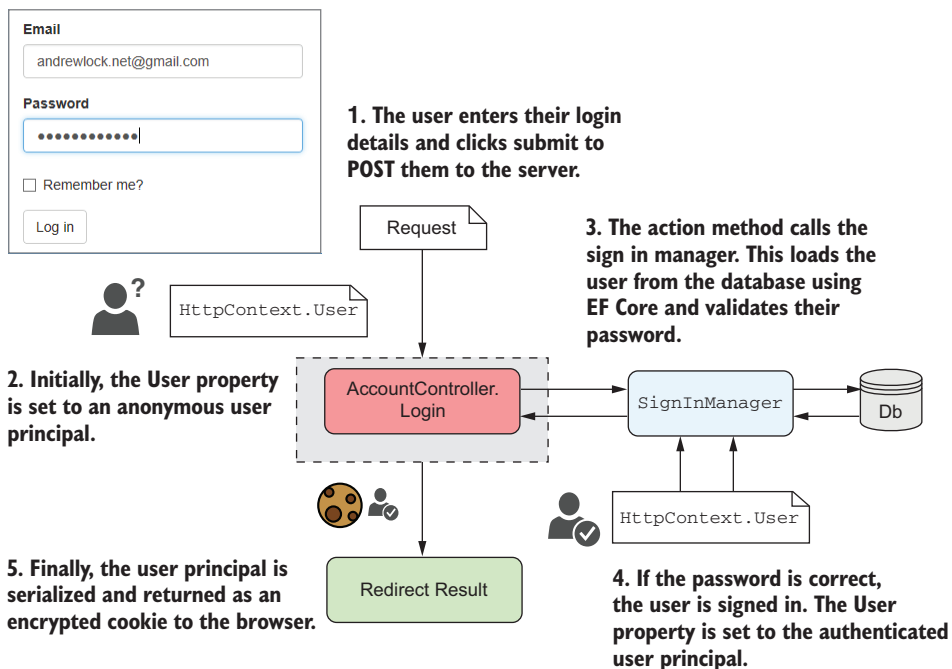 Email
andrewlock.net@gmail.com
Password
Remember me?
Log in
1. The user enters their login
details and clicks submit to
POST them to the server.
Request
3. The action method calls the
sign in manager. This loads the
user from the database using
EF Core and validates their
password.
?
HttpContext.User
2. Initially, the User property
is set to an anonymous user
principal.
AccountController.
Login
SignInManager
Db
HttpContext.User
5. Finally, the user principal is
serialized and returned as an
encrypted cookie to the browser.
Redirect Result
4. If the password is correct,
the user is signed in. The User
property is set to the authenticated
user principal.